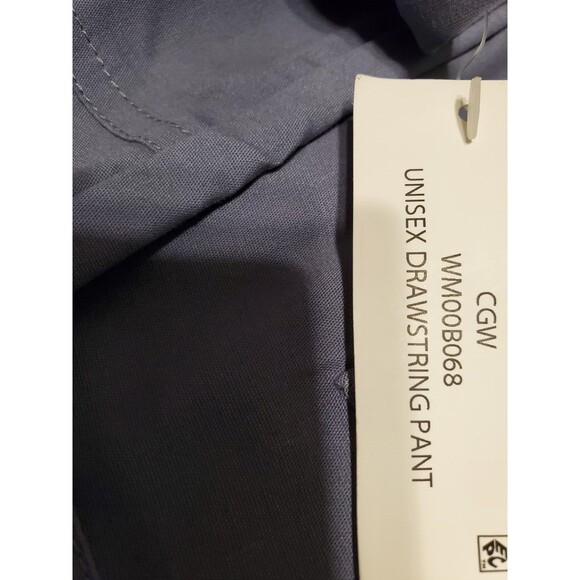 CGW
WM00B068
UNISEX DRAWSTRING PANT